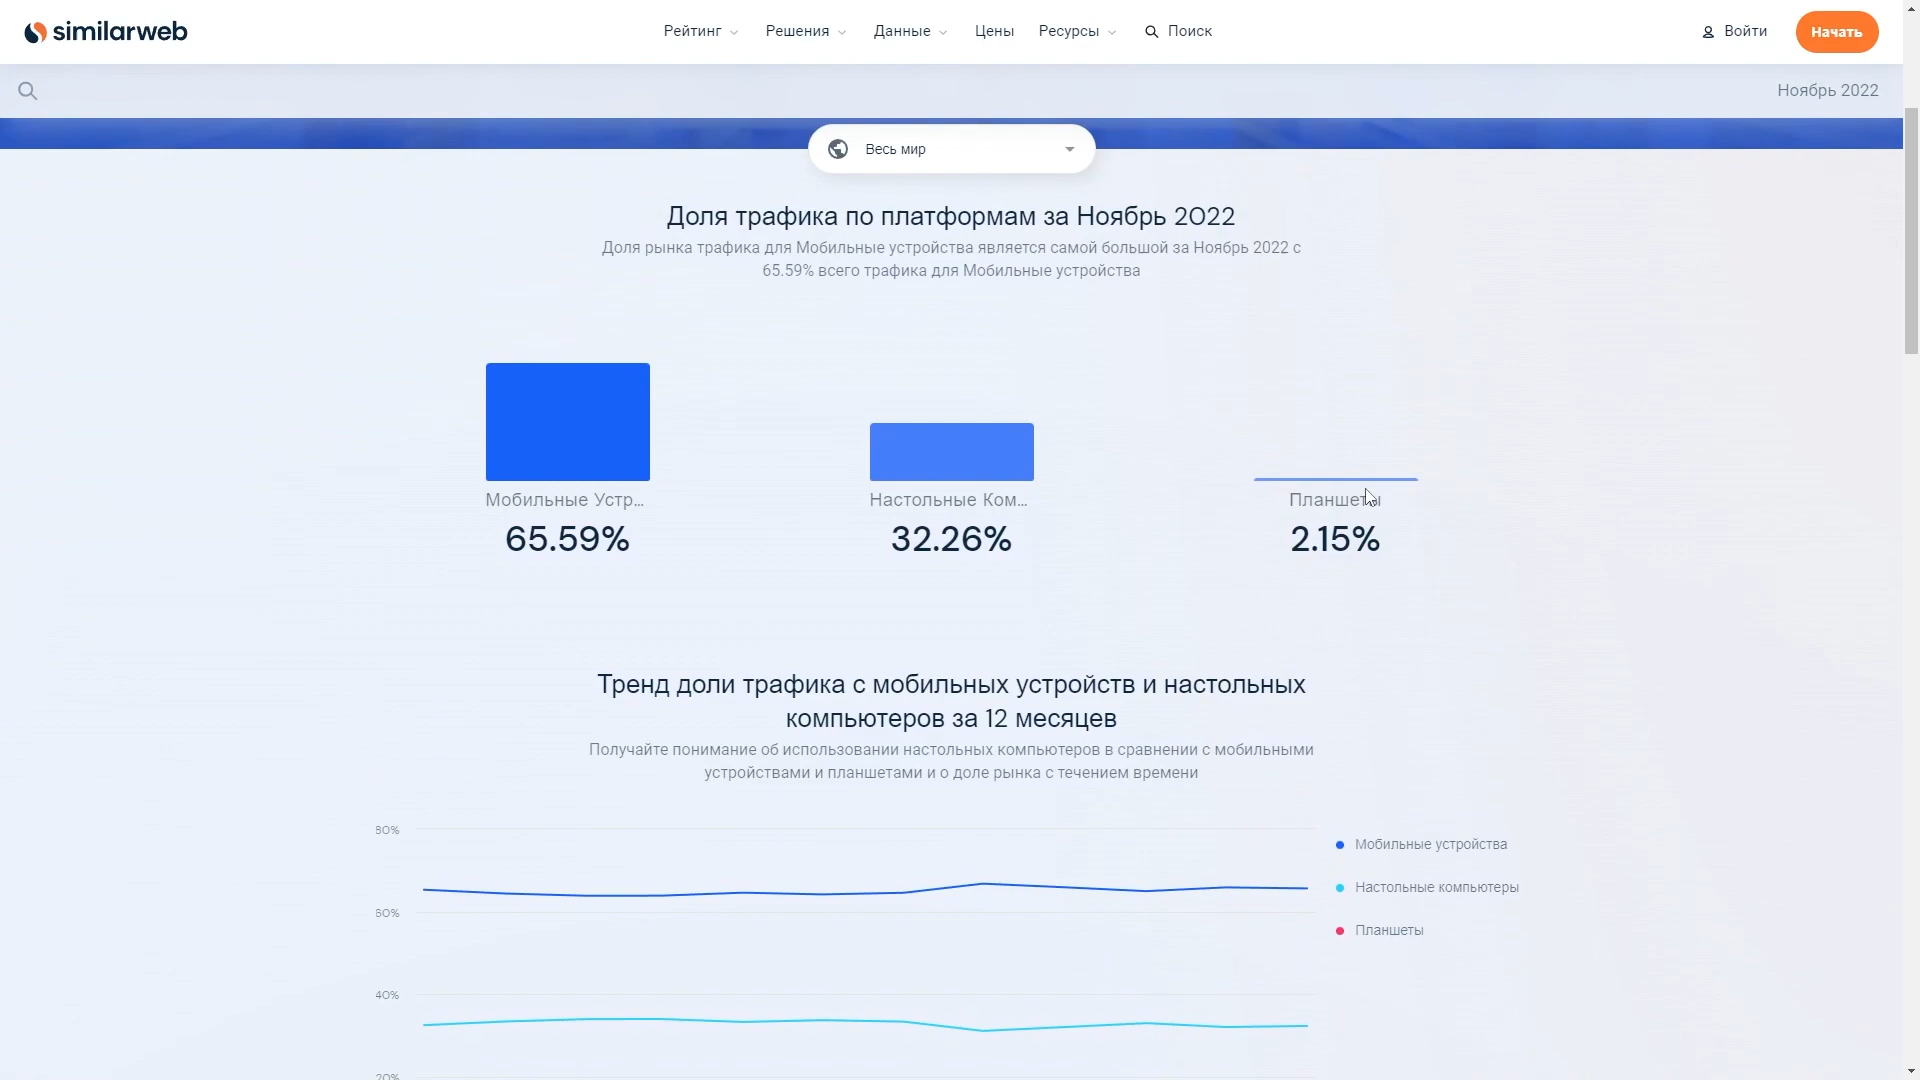 similarweb
Рейтинг
Решения
Данные
Цены
Ресурсы
Поиск
Войти
Начать
Ноябрь 2022
Весь мир
Доля трафика по платформам за Ноябрь 2022
Доля рынка трафика для Мобильные устройства является самой большой за Ноябрь 2022 с
65.59% всего трафика для Мобильные устройства
Мобильные Устр...
65.59%
Настольные Ком...
32.26%
Планшеты
2.15%
Тренд доли трафика с мобильных устройств и настольных
компьютеров за 12 месяцев
Получайте понимание об использовании настольных компьютеров в сравнении с мобильными
устройствами и планшетами и о доле рынка с течением времени
80%
60%
40%
20%
Мобильные устройства
Настольные компьютеры
Планшеты